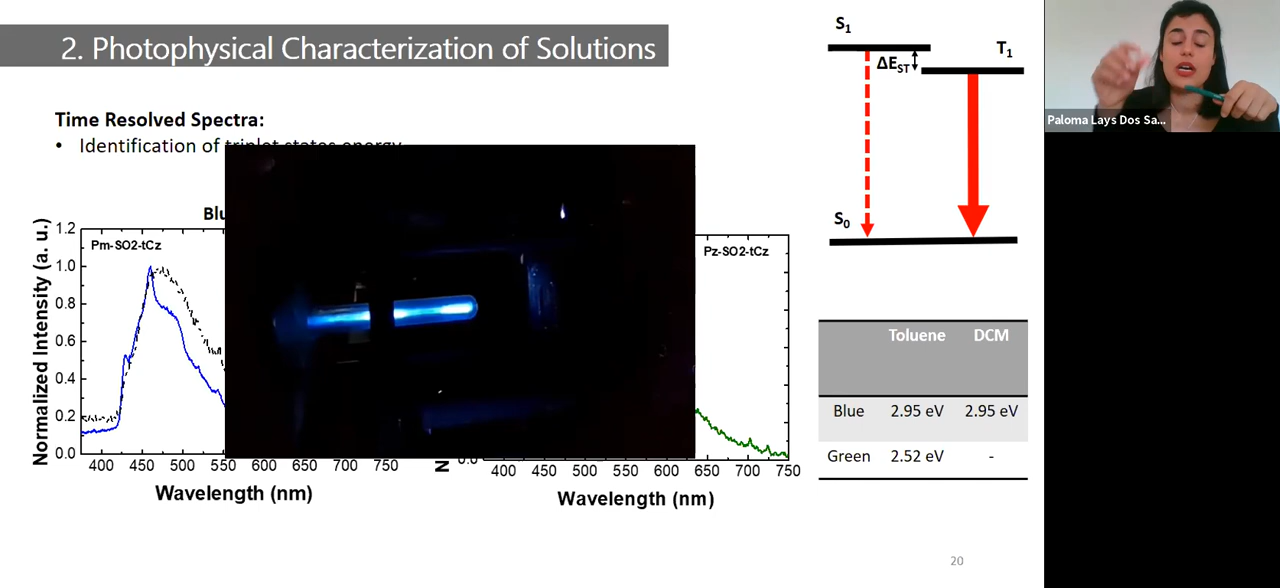 2. Photophysical Characterization of Solutions
Time Resolved Spectra:
• Identification of triplet states energy
Blu
Pm-SO2-tCz
Normalized Intensity (a. u.)
1.2
1.0
0.8
0.6
0.4
0.2
0.0
400 450 500 550 600 650 700 750
Wavelength (nm)
Pz-SO2-tCz
N
0.0
400 450 500 550 600 650 700 750
Wavelength (nm)
S1
T1
ΔEST
S0
Toluene DCM
Blue 2.95 eV 2.95 eV
Green 2.52 eV -
20
Paloma Lays Dos Sa...